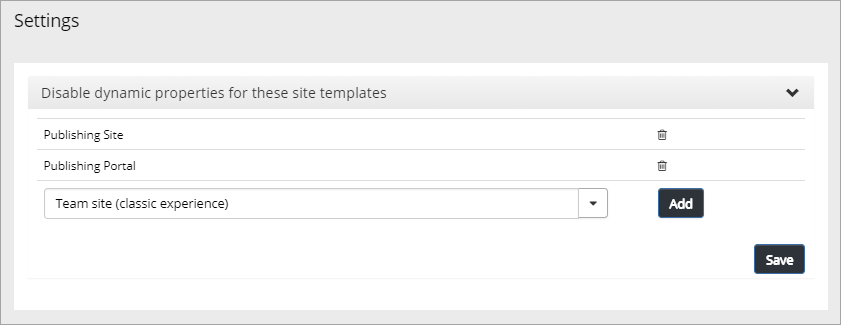 Settings
Disable dynamic properties for these site templates
Publishing Site
Publishing Portal
Team site (classic experience)
Add
Save